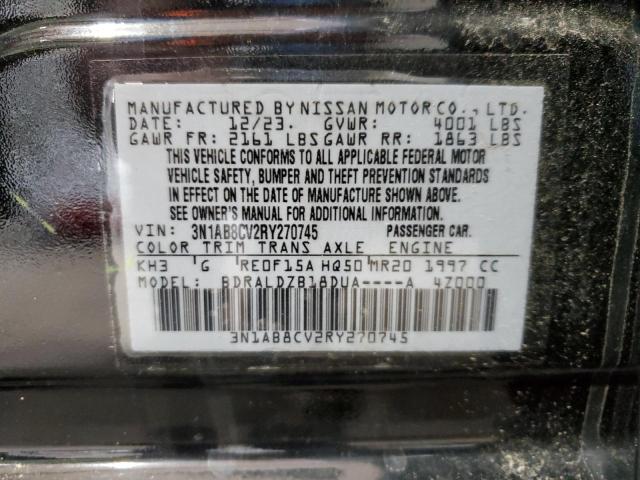 MANUFACTURED BY NISSAN MOTOR CO., LTD.
DATE: 12/23. GVWR: 4001 LBS
GAWR FR: 2161 LBS GAWR RR: 1863 LBS
THIS VEHICLE CONFORMS TO ALL APPLICABLE FEDERAL MOTOR
VEHICLE SAFETY, BUMPER AND THEFT PREVENTION STANDARDS
IN EFFECT ON THE DATE OF MANUFACTURE SHOWN ABOVE.
SEE OWNER'S MANUAL FOR ADDITIONAL INFORMATION.
VIN: 3N1AB8CV2RY270745 PASSENGER CAR.
COLOR TRIM TRANS AXLE ENGINE
KH3 'G RE0F15A HQ50 MR20 1997 CC
MODEL: BDRALDZB18DUA----A 4Z000
3N1AB8CV2RY270745